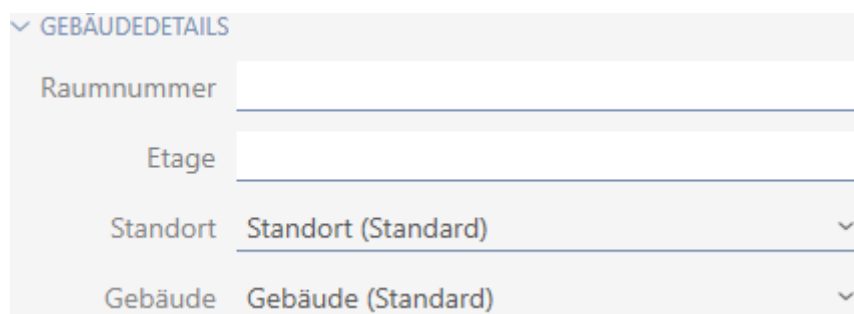 GEBÄUDEDETAILS
Raumnummer
Etage
Standort Standort (Standard)
Gebäude Gebäude (Standard)